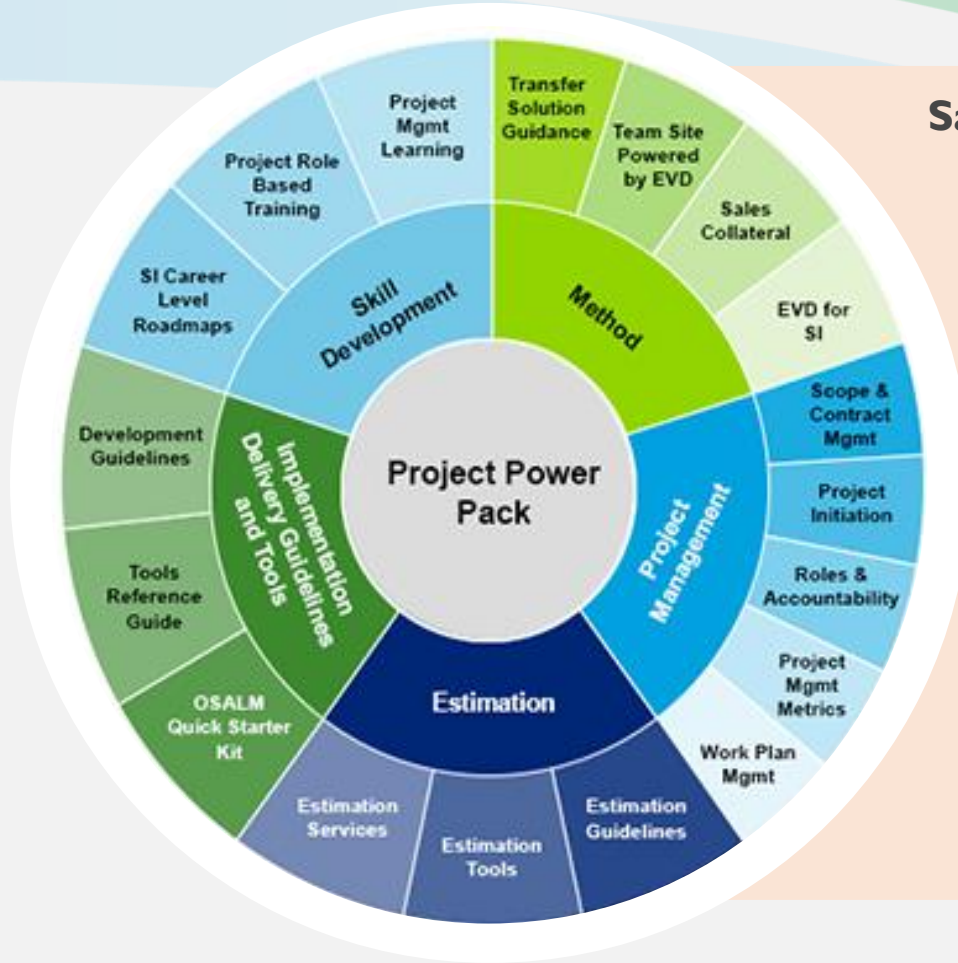 Project Power
Pack
Method
Transfer
Solution
Guidance
Team Site
Powered
by EVD
Sales
Collateral
EVD for
SI
Project
Management
Scope &
Contract
Mgmt
Project
Initiation
Roles &
Accountability
Project
Mgmt
Metrics
Work Plan
Mgmt
Estimation
Estimation
Guidelines
Estimation
Tools
Estimation
Services
Implementation
Delivery Guidelines
and Tools
OSALM
Quick Starter
Kit
Tools
Reference
Guide
Development
Guidelines
Skill
Development
SI Career
Level
Roadmaps
Project Role
Based
Training
Project
Mgmt
Learning